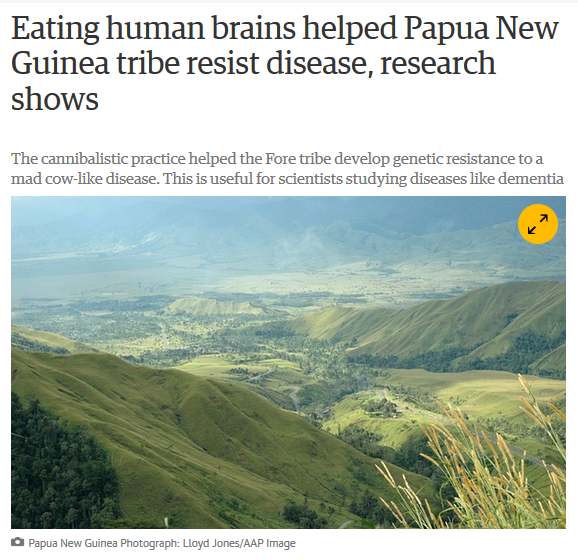 Eating human brains helped Papua New
Guinea tribe resist disease, research
shows
The cannibalistic practice helped the Fore tribe develop genetic resistance to a
mad cow-like disease. This is useful for scientists studying diseases like dementia
Papua New Guinea Photograph: Lloyd Jones/AAP Image